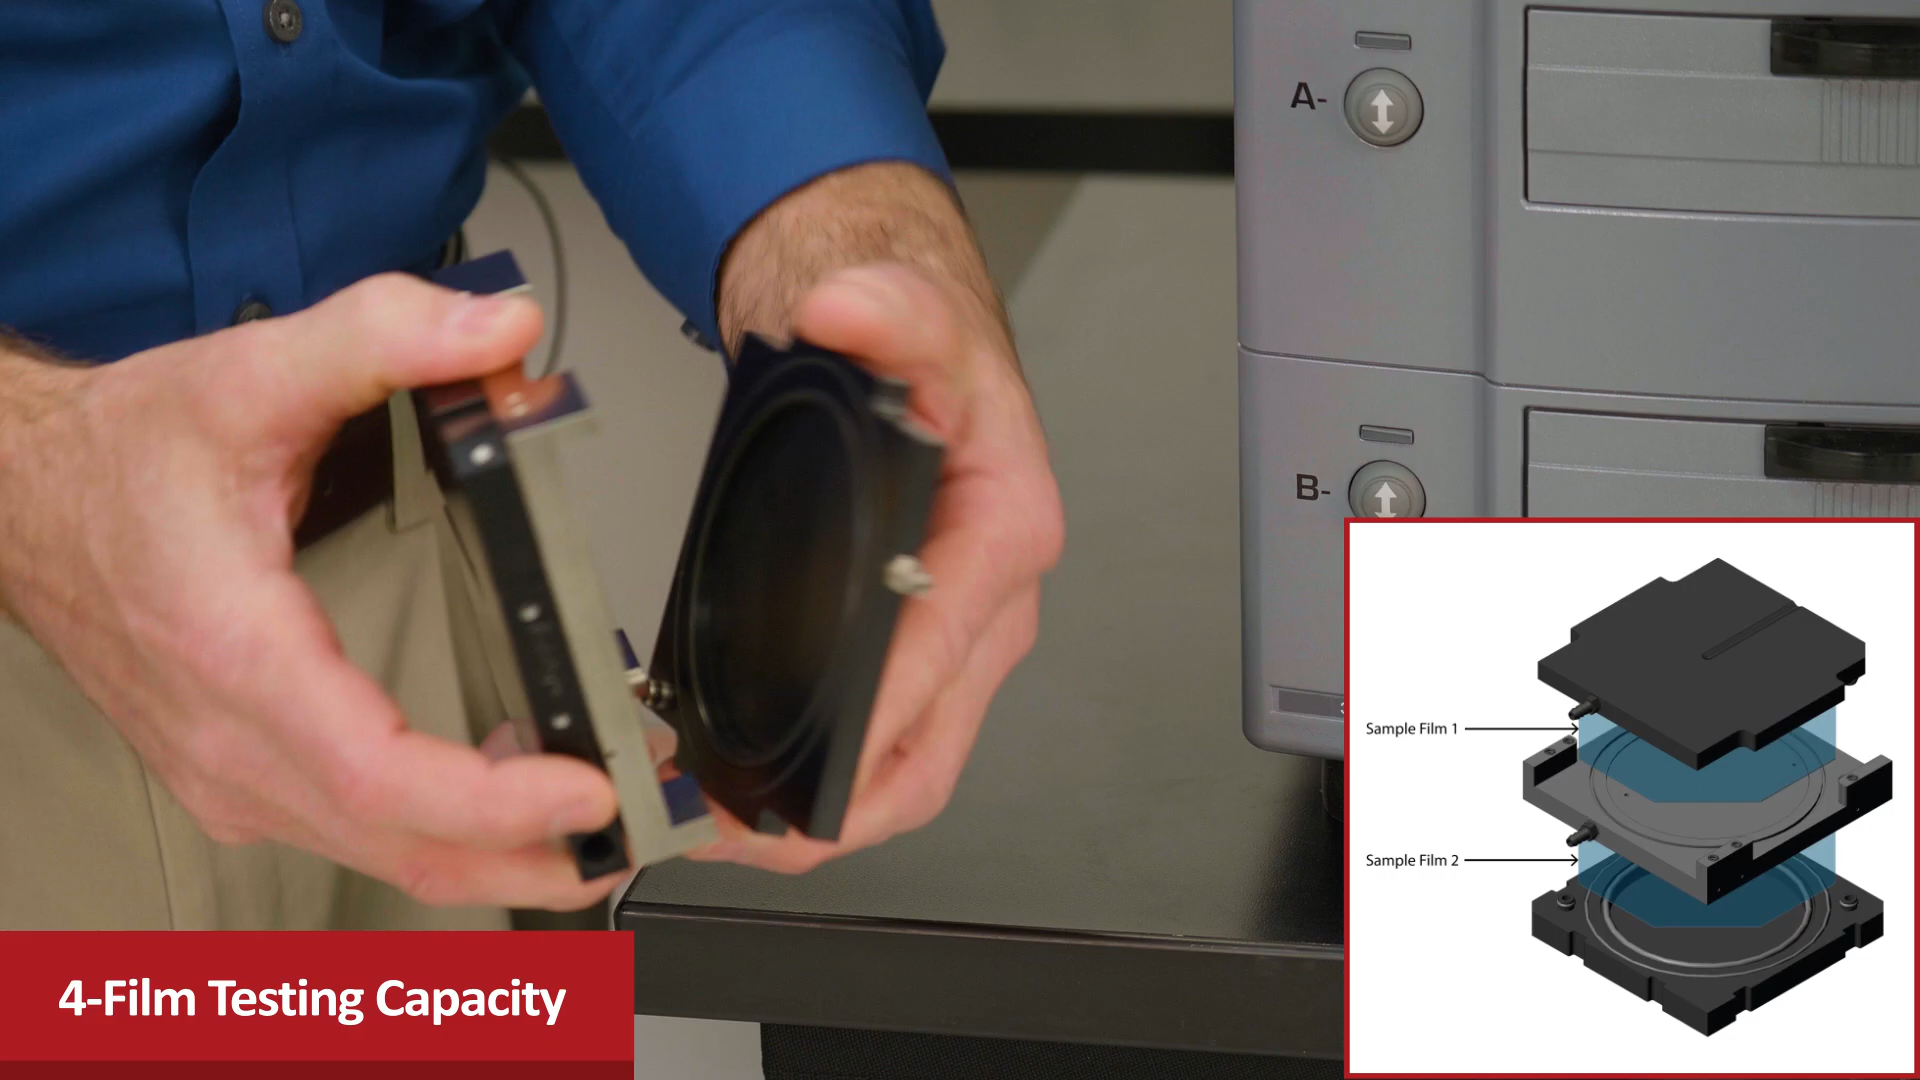 A-
B-
Sample Film 1
Sample Film 2
4-Film Testing Capacity